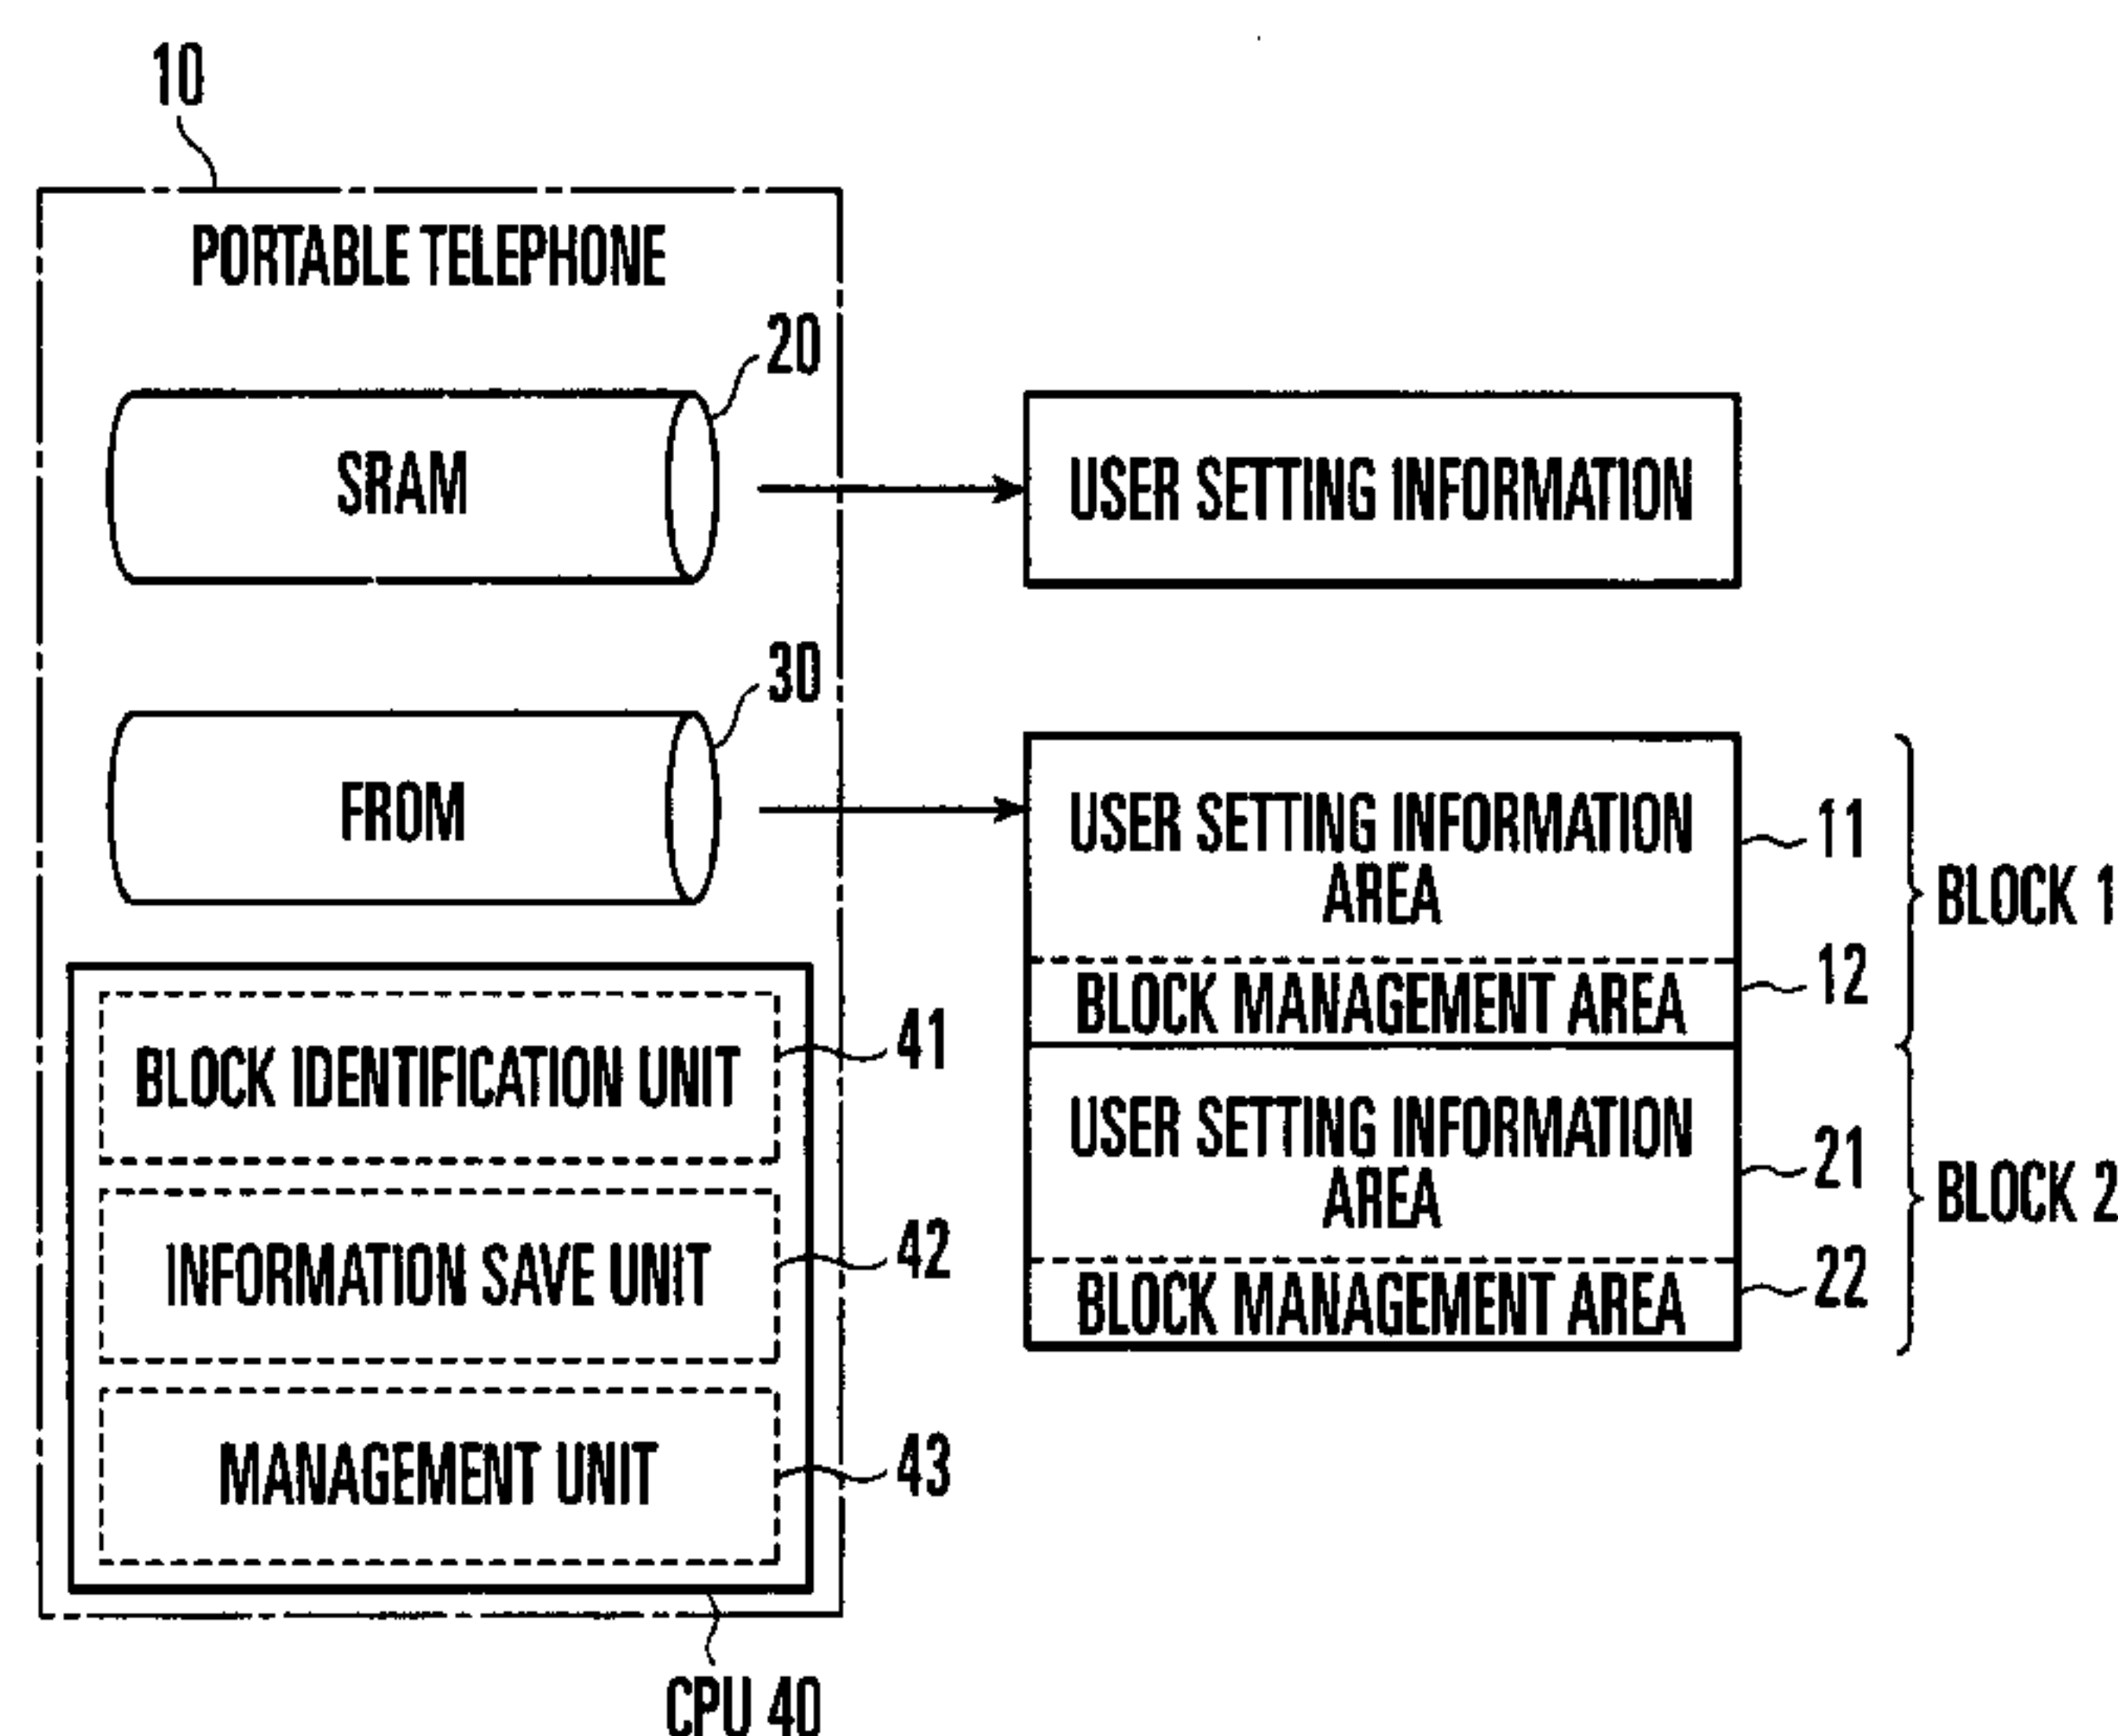 10
PORTABLE TELEPHONE
20
SRAM
USER SETTING INFORMATION
30
FROM
USER SETTING INFORMATION
AREA
11
BLOCK 1
BLOCK MANAGEMENT AREA
12
BLOCK IDENTIFICATION UNIT
41
USER SETTING INFORMATION
AREA
21
BLOCK 2
INFORMATION SAVE UNIT
42
BLOCK MANAGEMENT AREA
22
MANAGEMENT UNIT
43
CPU 40